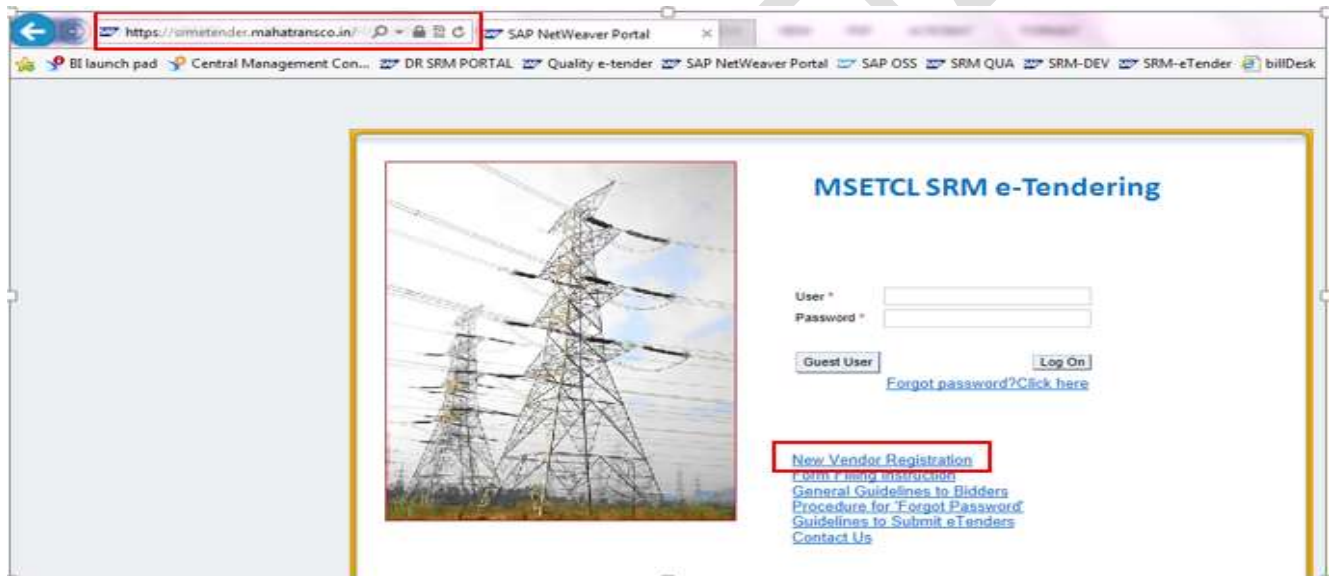 https://srmetender.mahatransco.in/
SAP NetWeaver Portal
BI launch pad Central Management Con... DR SRM PORTAL Quality e-tender SAP NetWeaver Portal SAP OSS SRM QUA SRM-DEV SRM-eTender billDesk
MSETCL SRM e-Tendering
User *
Password *
Guest User Log On
Forgot password?Click here
New Vendor Registration
Form Filling Instruction
General Guidelines to Bidders
Procedure for 'Forgot Password'
Guidelines to Submit eTenders
Contact Us